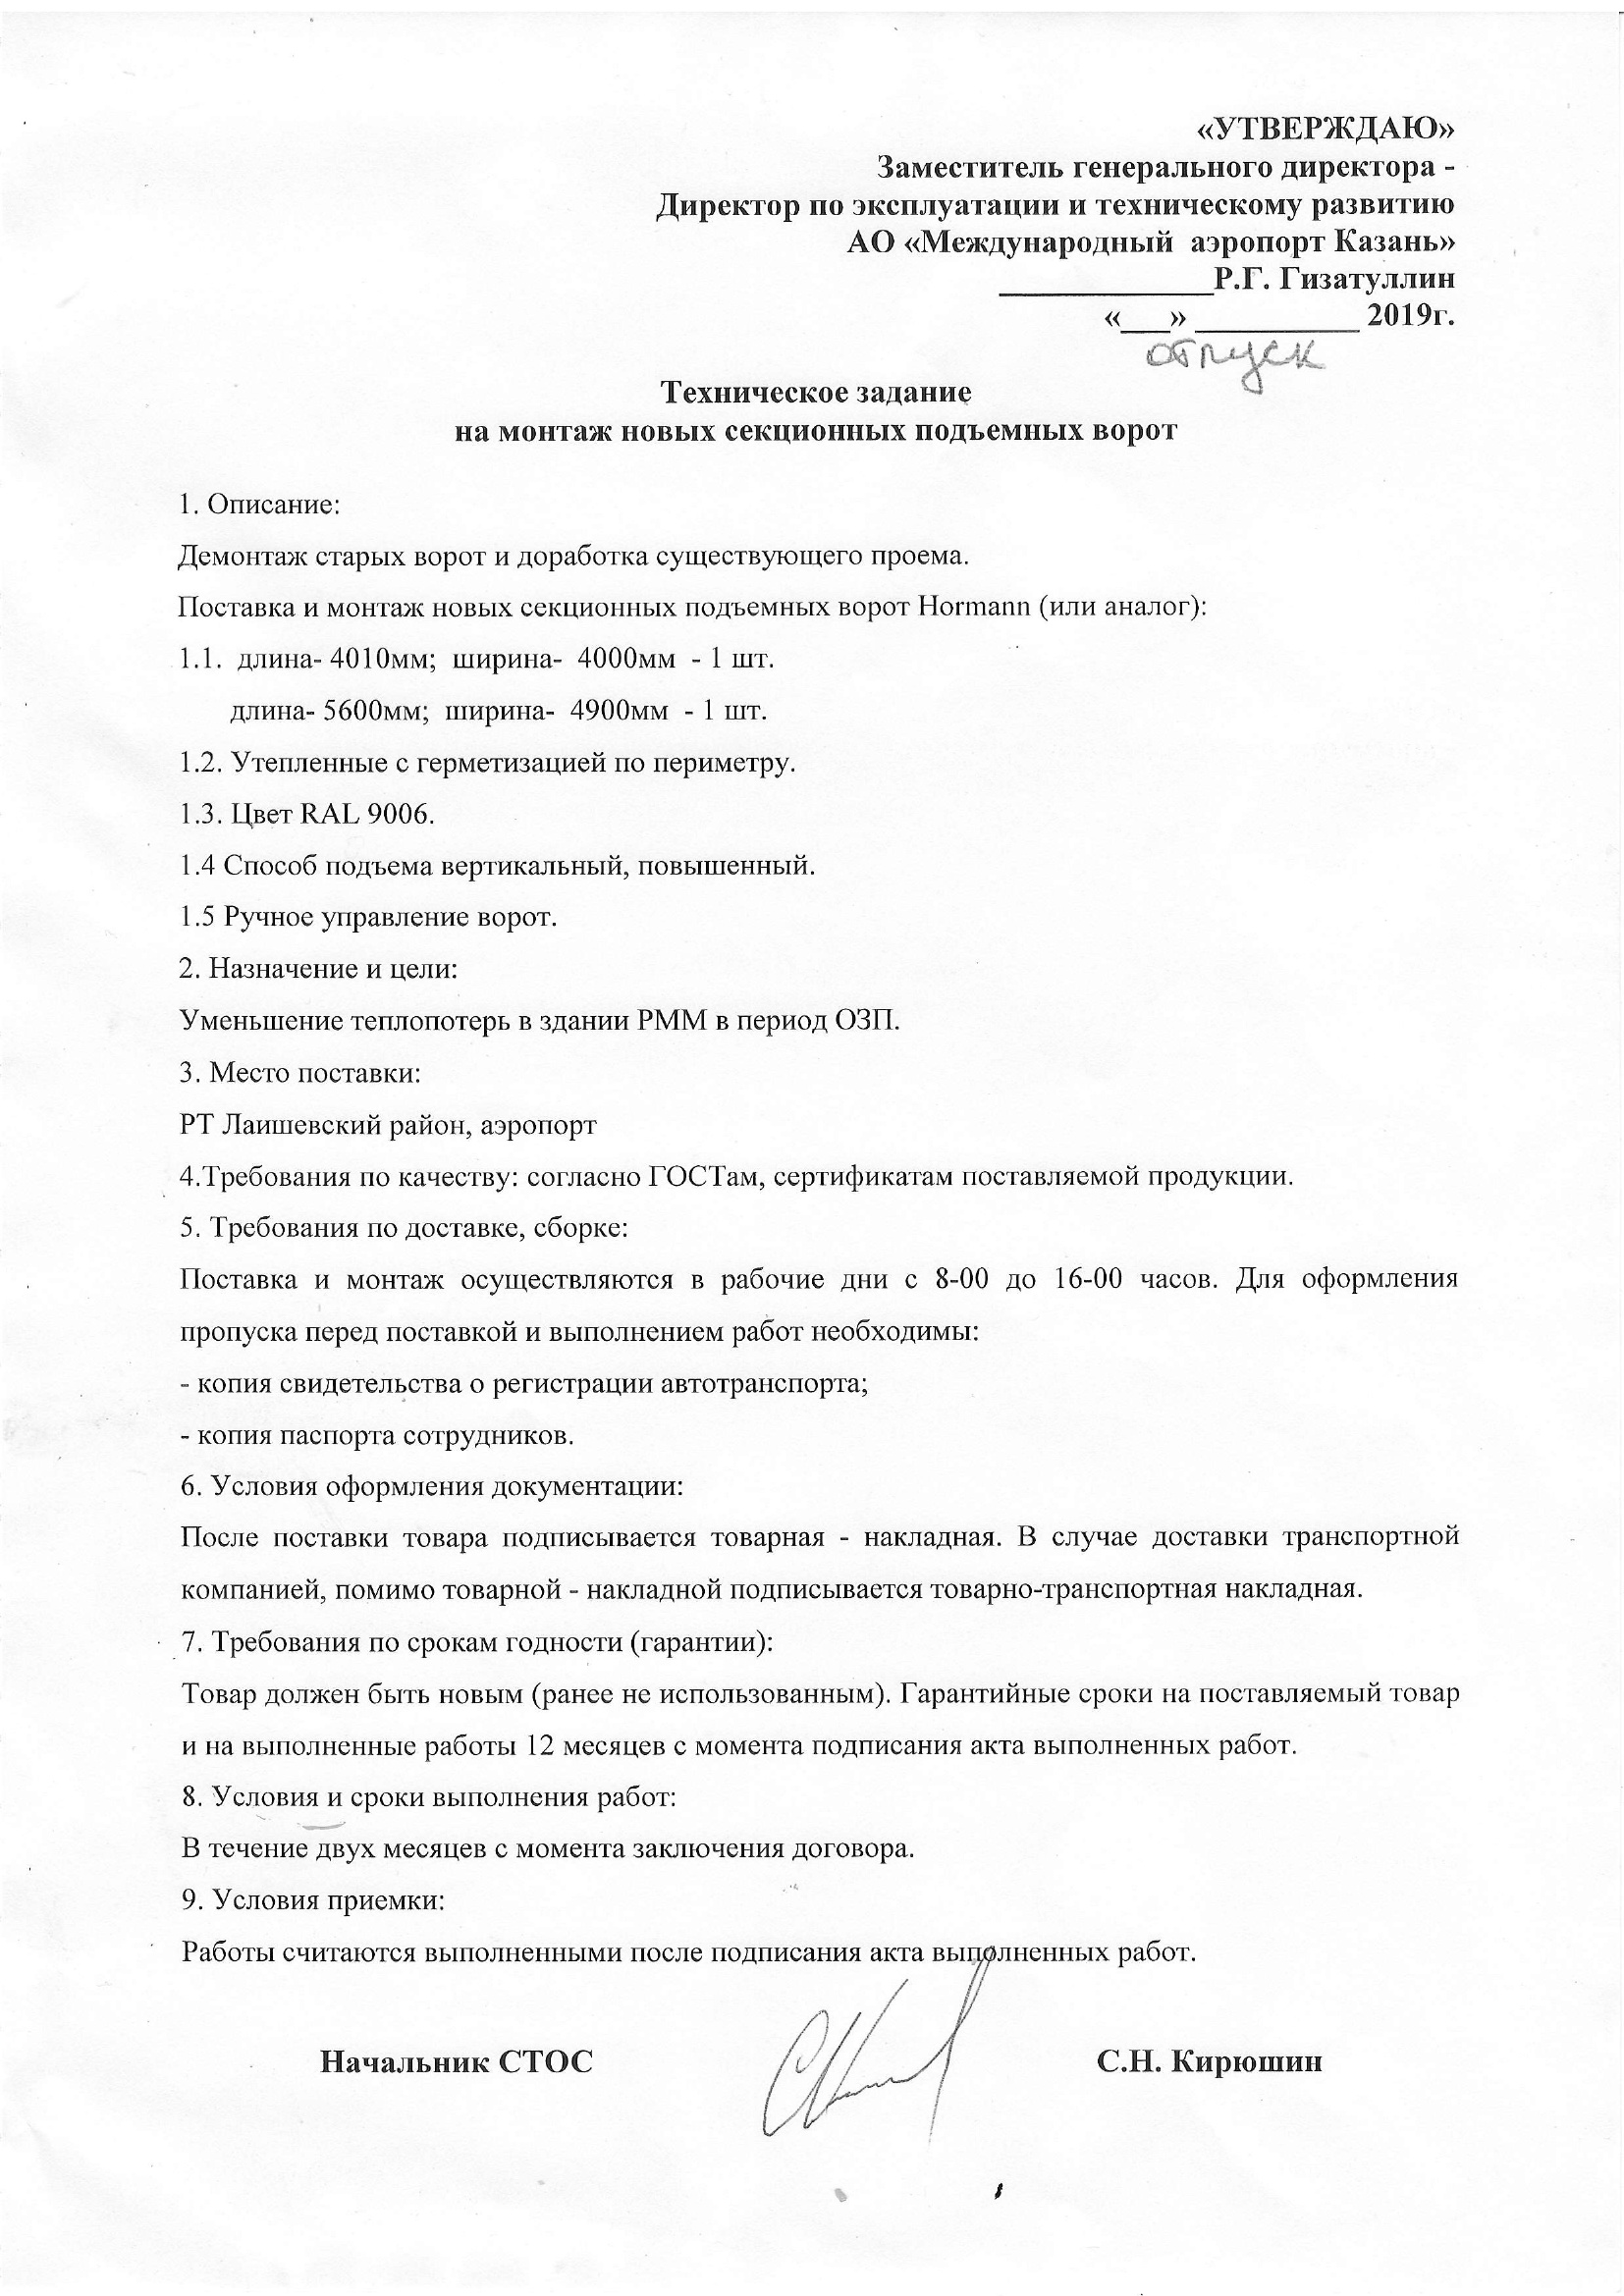 «УТВЕРЖДАЮ»
Заместитель генерального директора -
Директор по эксплуатации и техническому развитию
АО «Международный  аэропорт Казань»
_____________Р.Г. Гизатуллин
«___» __________ 2019г.
отпуск
Техническое задание
на монтаж новых секционных подъемных ворот
1. Описание:
Демонтаж старых ворот и доработка существующего проема.
Поставка и монтаж новых секционных подъемных ворот Hormann (или аналог):
1.1.  длина- 4010мм;  ширина-  4000мм  - 1 шт.
длина- 5600мм;  ширина-  4900мм  - 1 шт.
1.2. Утепленные с герметизацией по периметру.
1.3. Цвет RAL 9006.
1.4 Способ подъема вертикальный, повышенный.
1.5 Ручное управление ворот.
2. Назначение и цели:
Уменьшение теплопотерь в здании РММ в период ОЗП.
3. Место поставки:
РТ Лаишевский район, аэропорт
4.Требования по качеству: согласно ГОСТам, сертификатам поставляемой продукции.
5. Требования по доставке, сборке:
Поставка и монтаж осуществляются в рабочие дни с 8-00 до 16-00 часов. Для оформления
пропуска перед поставкой и выполнением работ необходимы:
- копия свидетельства о регистрации автотранспорта;
- копия паспорта сотрудников.
6. Условия оформления документации:
После поставки товара подписывается товарная - накладная. В случае доставки транспортной
компанией, помимо товарной - накладной подписывается товарно-транспортная накладная.
7. Требования по срокам годности (гарантии):
Товар должен быть новым (ранее не использованным). Гарантийные сроки на поставляемый товар
и на выполненные работы 12 месяцев с момента подписания акта выполненных работ.
8. Условия и сроки выполнения работ:
В течение двух месяцев с момента заключения договора.
9. Условия приемки:
Работы считаются выполненными после подписания акта выполненных работ.
Начальник СТОС С.Н. Кирюшин